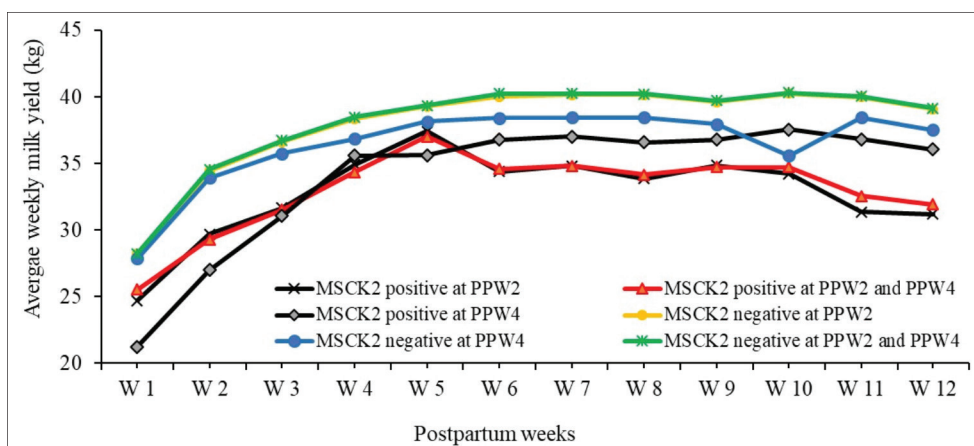 Avergae weekly milk yield (kg)
45
40
35
30
25
20
MSCK2 positive at PPW2
MSCK2 positive at PPW2 and PPW4
MSCK2 positive at PPW4
MSCK2 negative at PPW2
MSCK2 negative at PPW4
MSCK2 negative at PPW2 and PPW4
W 1 W 2 W 3 W 4 W 5 W 6 W 7 W 8 W 9 W 10 W 11 W 12
Postpartum weeks